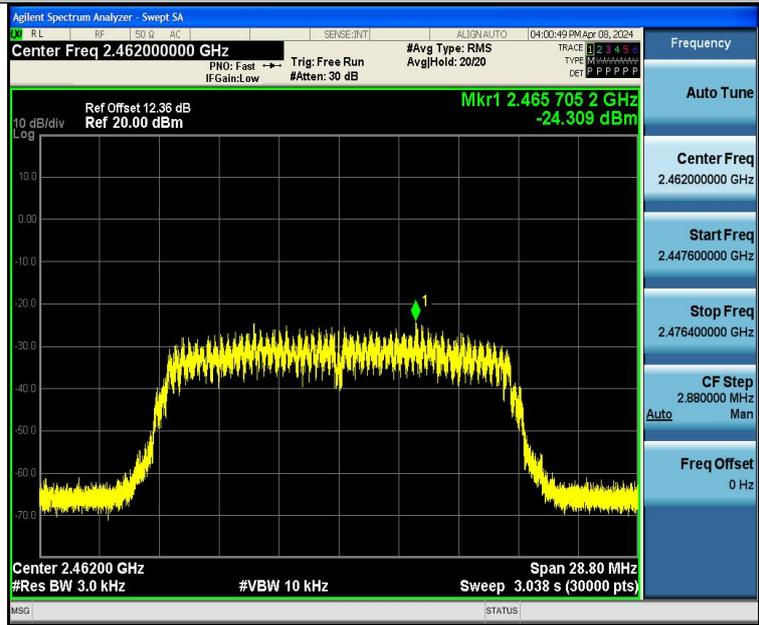 Agilent Spectrum Analyzer - Swept SA
RL RF 50 Ω AC SENSE:INT ALIGN AUTO 04:00:49 PM Apr 08, 2024
Center Freq 2.462000000 GHz
PNO: Fast
IFGain:Low
Trig: Free Run
#Atten: 30 dB
#Avg Type: RMS
Avg|Hold: 20/20
TRACE 1 2 3 4 5 6
TYPE M
DET P P P P P P
Frequency
Mkr1 2.465 705 2 GHz
-24.309 dBm
Ref Offset 12.36 dB
10 dB/div Ref 20.00 dBm
Log
10.0
0.00
-10.0
-20.0
-30.0
-40.0
-50.0
-60.0
-70.0
1
Center 2.46200 GHz Span 28.80 MHz
#Res BW 3.0 kHz #VBW 10 kHz Sweep 3.038 s (30000 pts)
Auto Tune
Center Freq
2.462000000 GHz
Start Freq
2.447600000 GHz
Stop Freq
2.476400000 GHz
CF Step
2.880000 MHz
Auto Man
Freq Offset
0 Hz
MSG STATUS